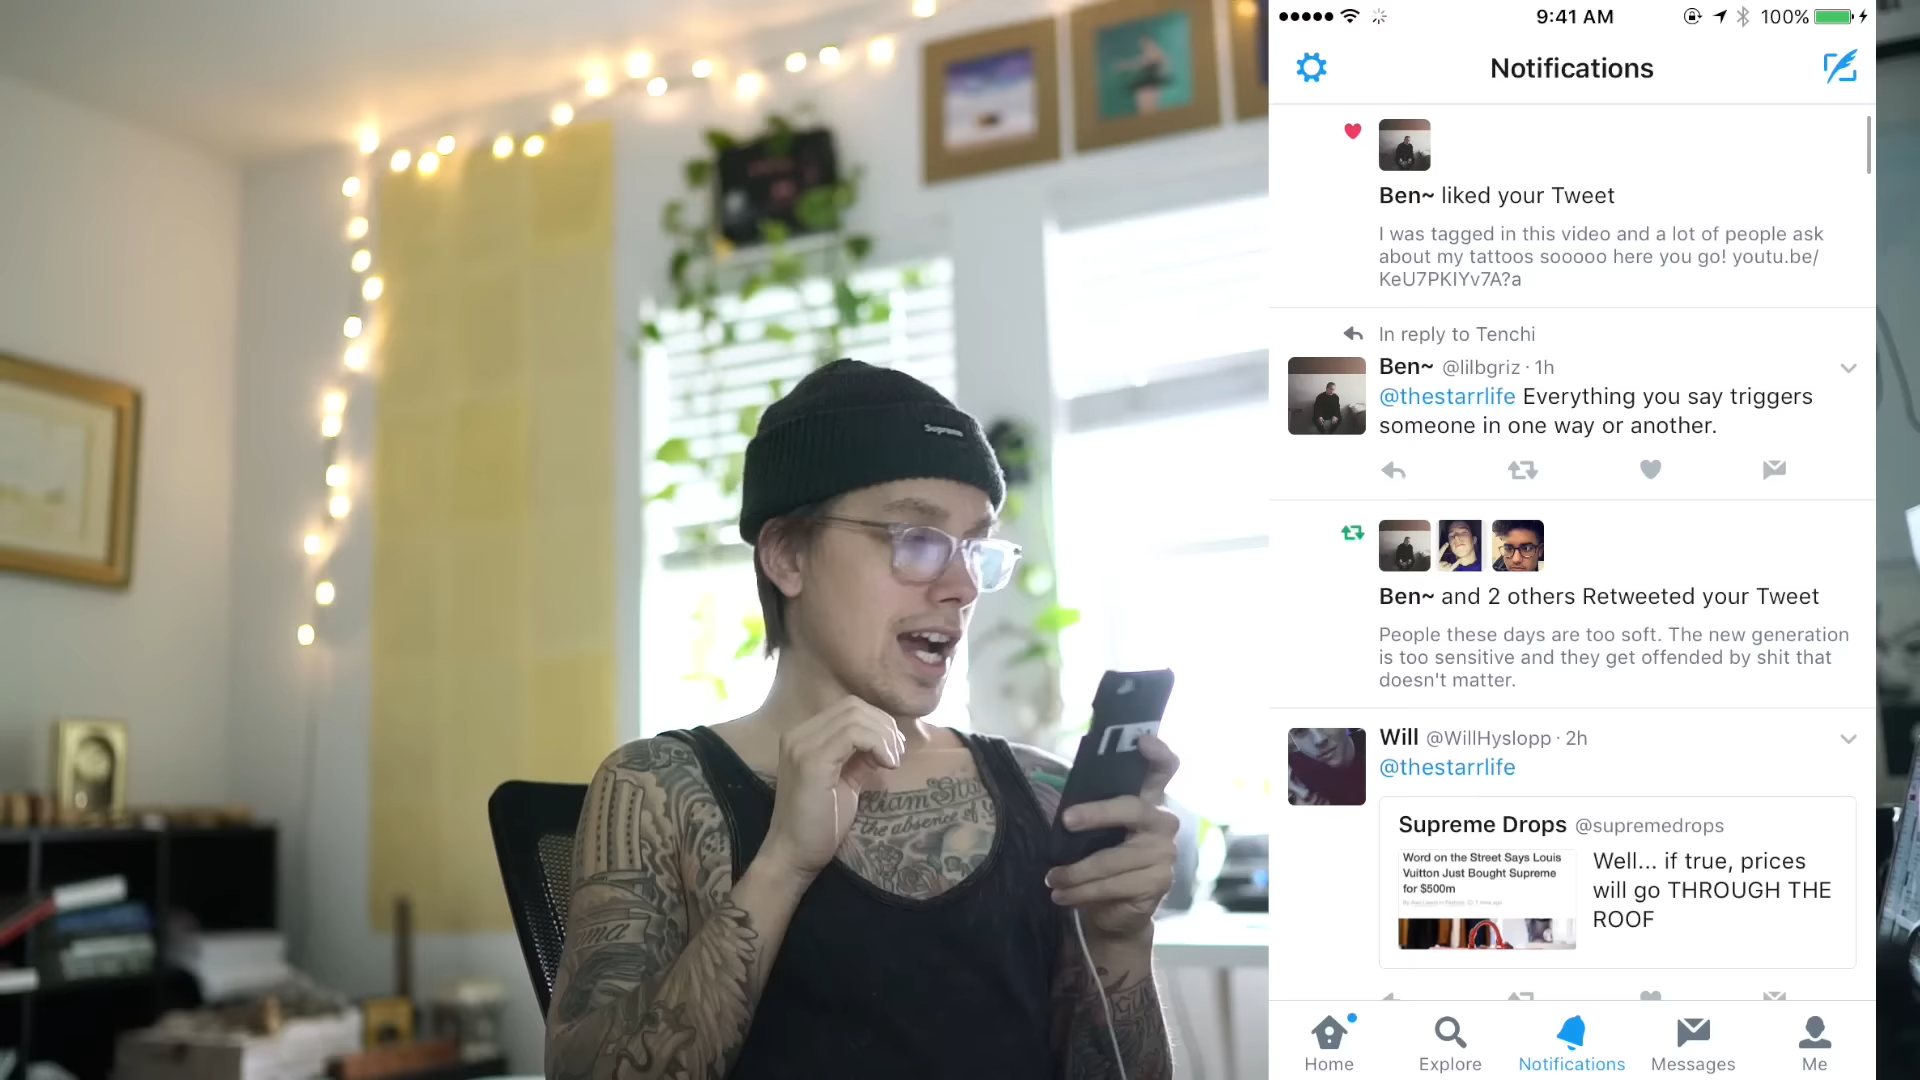 9:41 AM
100%
Notifications
Ben~ liked your Tweet
I was tagged in this video and a lot of people ask
about my tattoos sooooo here you go! youtu.be/
KeU7PKIYv7A?a
In reply to Tenchi
Ben~ @lilbgriz · 1h
@thestarrlife Everything you say triggers
someone in one way or another.
Ben~ and 2 others Retweeted your Tweet
People these days are too soft. The new generation
is too sensitive and they get offended by shit that
doesn't matter.
Will @WillHyslopp · 2h
@thestarrlife
Supreme Drops @supremedrops
Word on the Street Says Louis
Vuitton Just Bought Supreme
for $500m
Well... if true, prices
will go THROUGH THE
ROOF
Home
Explore
Notifications
Messages
Me
Supreme
the absence of